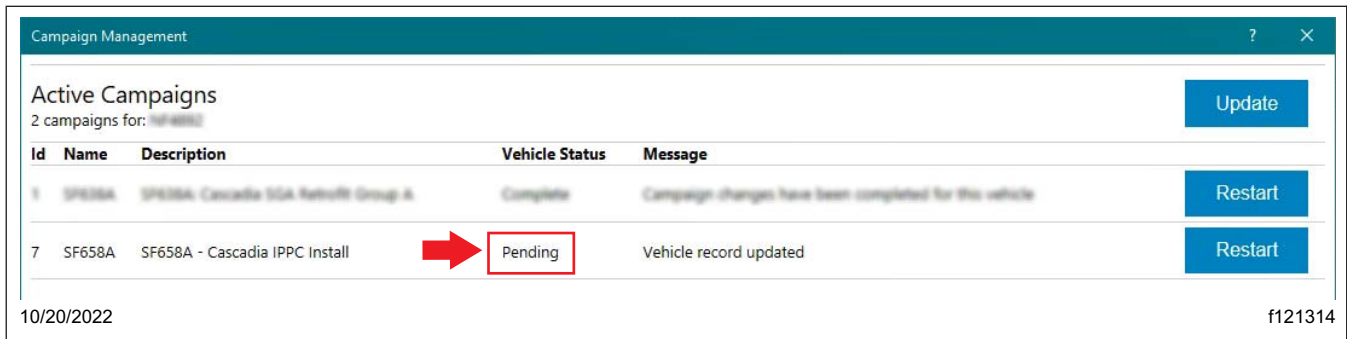 Campaign Management ? ×
Active Campaigns
Update
2 campaigns for:
Id Name Description Vehicle Status Message
Restart
7 SF658A SF658A - Cascadia IPPC Install Pending Vehicle record updated Restart
10/20/2022 f121314